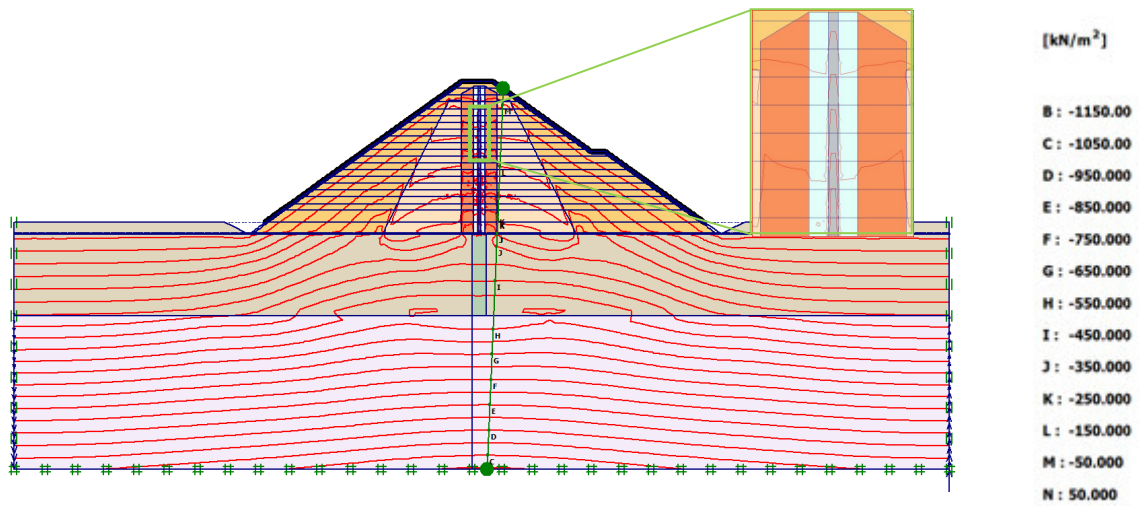 [kN/m²]
B : -1150.00
C : -1050.00
D : -950.000
E : -850.000
F : -750.000
G : -650.000
H : -550.000
I : -450.000
J : -350.000
K : -250.000
L : -150.000
M : -50.000
N : 50.000
K
J
I
H
G
F
E
D
C